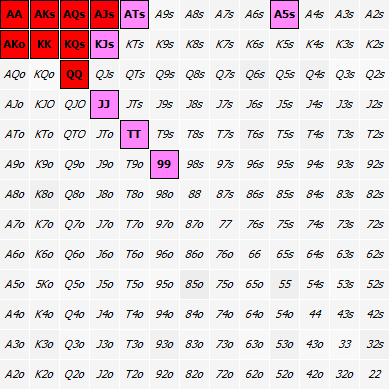 AA AKs AQs AJs ATs A9s A8s A7s A6s A5s A4s A3s A2s
AKo KK KQs KJs KTs K9s K8s K7s K6s K5s K4s K3s K2s
AQo KQo QQ QJs QTs Q9s Q8s Q7s Q6s Q5s Q4s Q3s Q2s
AJo KJO QJO JJ JTs J9s J8s J7s J6s J5s J4s J3s J2s
ATo KTo QTO JTo TT T9s T8s T7s T6s T5s T4s T3s T2s
A9o K9o Q9o J9o T9o 99 98s 97s 96s 95s 94s 93s 92s
A8o K8o Q8o J8o T8o 98o 88 87s 86s 85s 84s 83s 82s
A7o K7o Q7o J7o T7o 97o 87o 77 76s 75s 74s 73s 72s
A6o K6o Q6o J6o T6o 96o 86o 76o 66 65s 64s 63s 62s
A5o 5Ko Q5o J5o T5o 95o 85o 75o 65o 55 54s 53s 52s
A4o K4o Q4o J4o T4o 94o 84o 74o 64o 54o 44 43s 42s
A3o K3o Q3o J3o T3o 93o 83o 73o 63o 53o 43o 33 32s
A2o K2o Q2o J2o T2o 92o 82o 72o 62o 52o 42o 32o 22